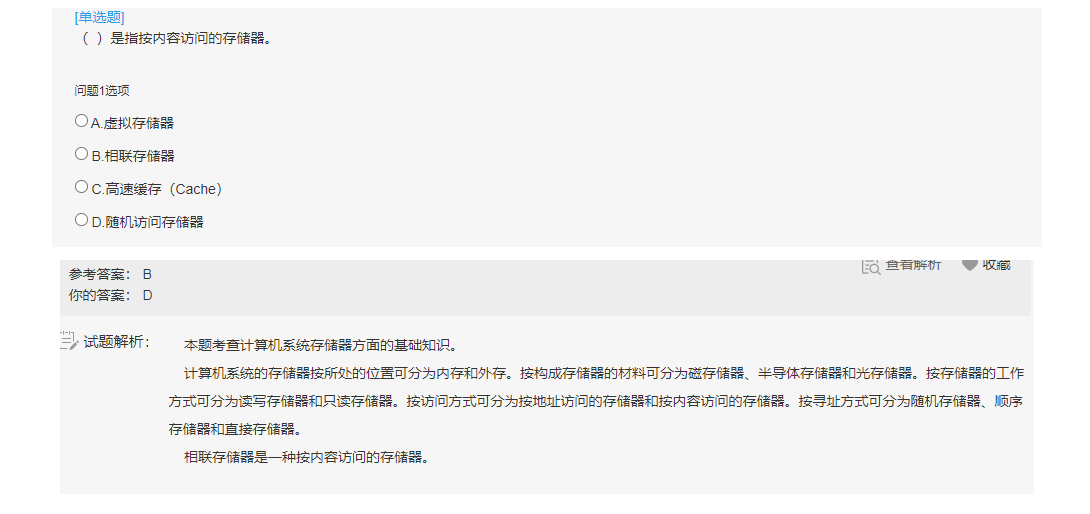 [单选题]
（ ）是指按内容访问的存储器。
问题1选项
A.虚拟存储器
B.相联存储器
C.高速缓存（Cache）
D.随机访问存储器
查看解析 收藏
参考答案： B
你的答案： D
试题解析： 本题考查计算机系统存储器方面的基础知识。
计算机系统的存储器按所处的位置可分为内存和外存。按构成存储器的材料可分为磁存储器、半导体存储器和光存储器。按存储器的工作
方式可分为读写存储器和只读存储器。按访问方式可分为按地址访问的存储器和按内容访问的存储器。按寻址方式可分为随机存储器、顺序
存储器和直接存储器。
相联存储器是一种按内容访问的存储器。